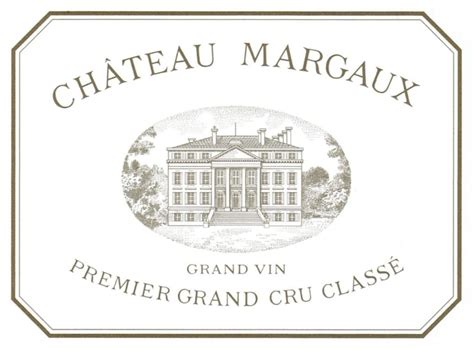 CHÂTEAU MARGAUX
GRAND VIN
PREMIER GRAND CRU CLASSÉ